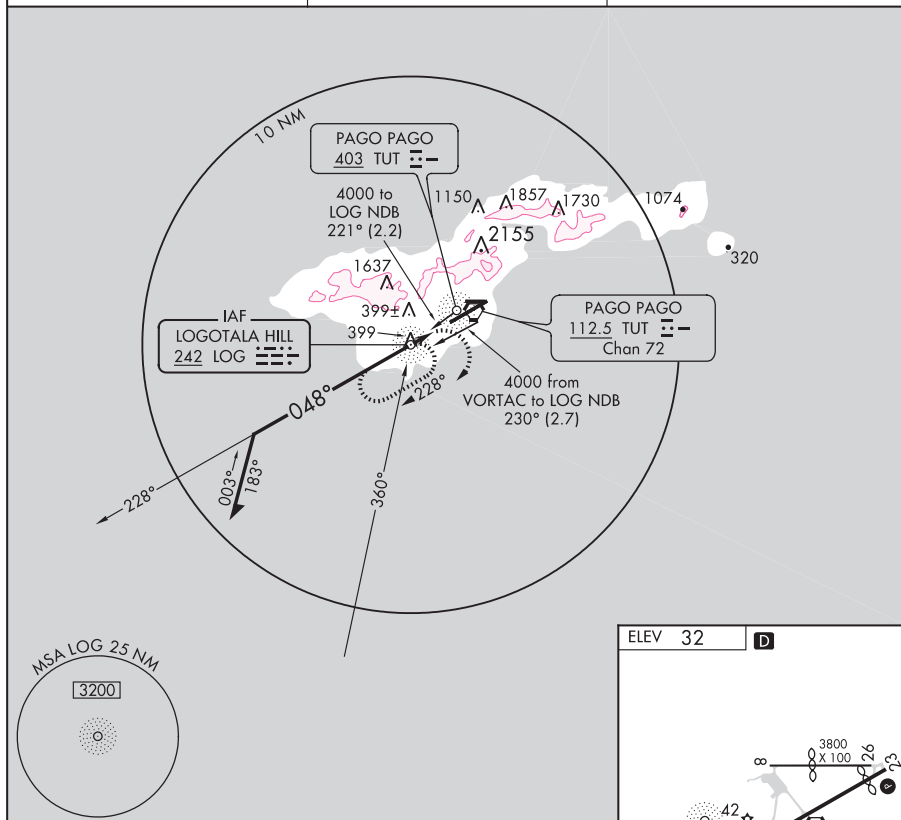 10 NM
PAGO PAGO
403 TUT
4000 to
LOG NDB
221° (2.2)
1150
1857
1730
1074
2155
320
1637
399±
399
IAF
LOGOTALA HILL
242 LOG
PAGO PAGO
112.5 TUT
Chan 72
4000 from
VORTAC to LOG NDB
230° (2.7)
228°
048°
003°
183°
228°
360°
MSA LOG 25 NM
3200
ELEV 32
D
3800
X 100
8
26
23
P
42